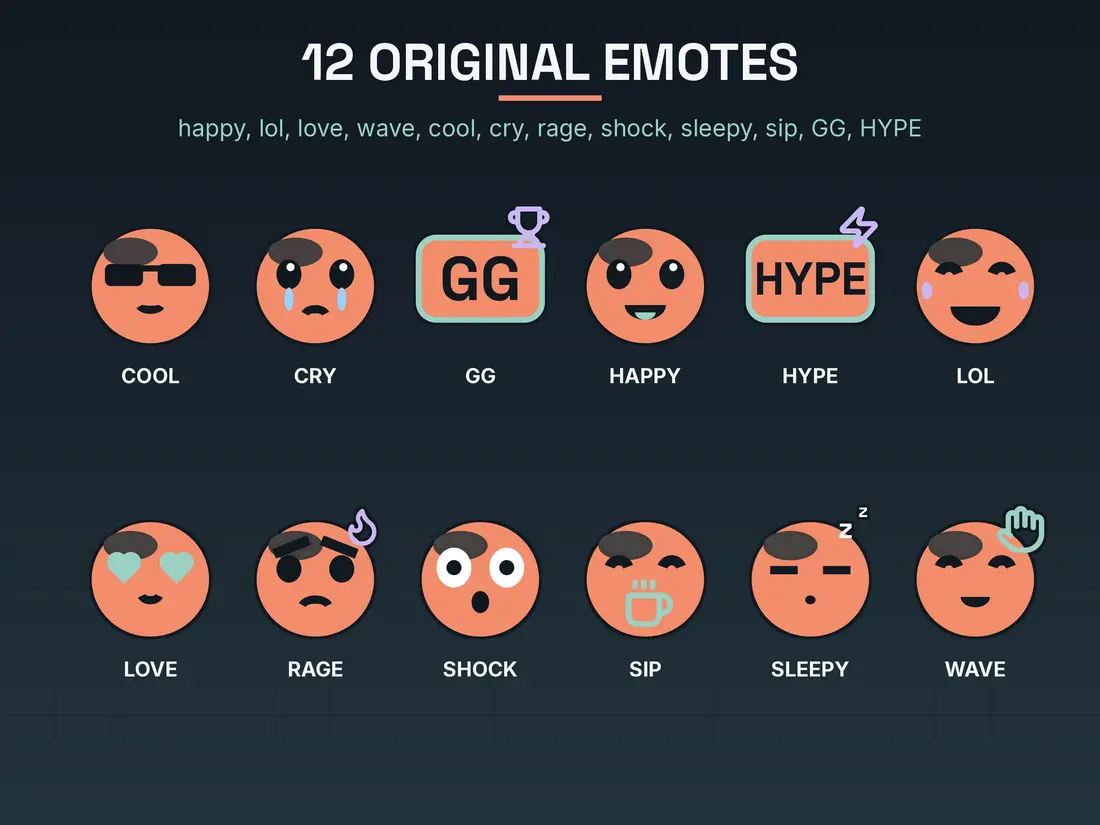 12 ORIGINAL EMOTES
happy, lol, love, wave, cool, cry, rage, shock, sleepy, sip, GG, HYPE
GG
HYPE
COOL
CRY
GG
HAPPY
HYPE
LOL
z
z
LOVE
RAGE
SHOCK
SIP
SLEEPY
WAVE